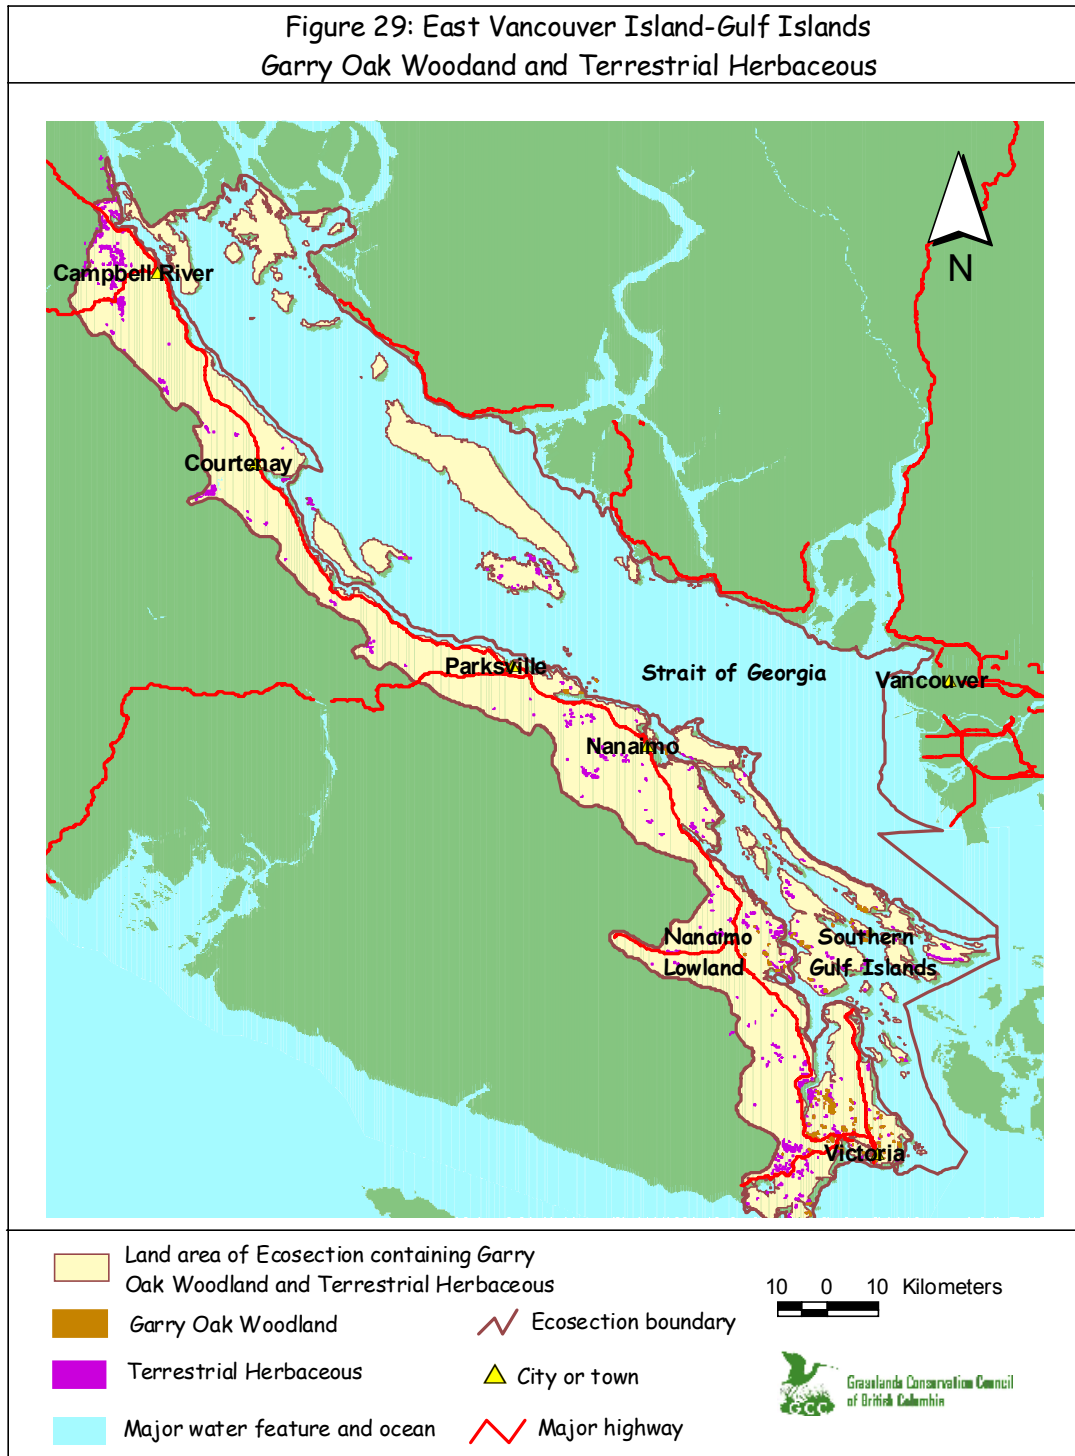 Figure 29: East Vancouver Island-Gulf Islands
Garry Oak Woodand and Terrestrial Herbaceous
N
Campbell River
Courtenay
Parksville
Strait of Georgia
Vancouver
Nanaimo
Nanaimo
Lowland
Southern
Gulf Islands
Victoria
Land area of Ecosection containing Garry
Oak Woodland and Terrestrial Herbaceous
Garry Oak Woodland
Terrestrial Herbaceous
Major water feature and ocean
Ecosection boundary
City or town
Major highway
10 0 10 Kilometers
GCC
Grasslands Conservation Council
of British Columbia